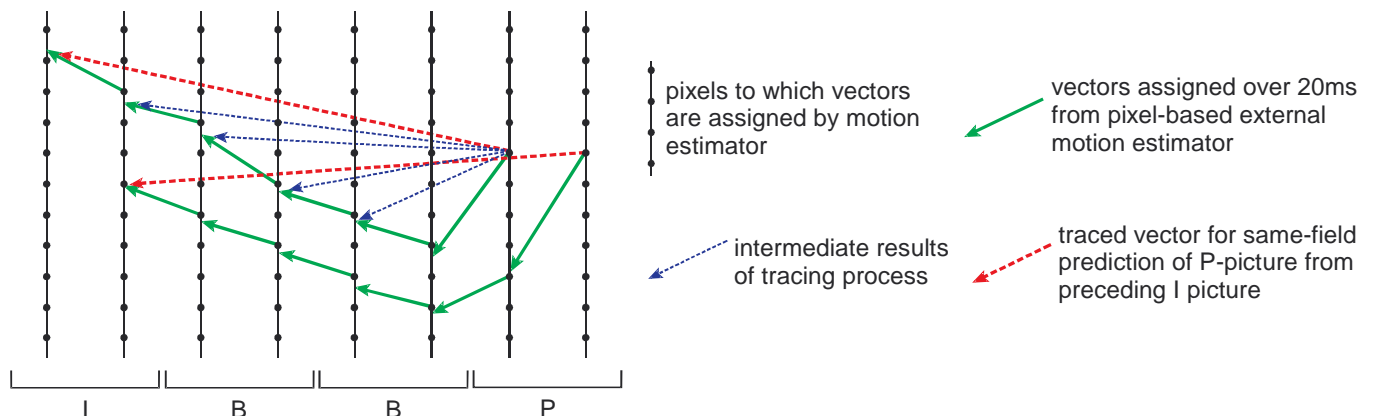 pixels to which vectors
are assigned by motion
estimator
vectors assigned over 20ms
from pixel-based external
motion estimator
intermediate results
of tracing process
traced vector for same-field
prediction of P-picture from
preceding I picture
I B B P